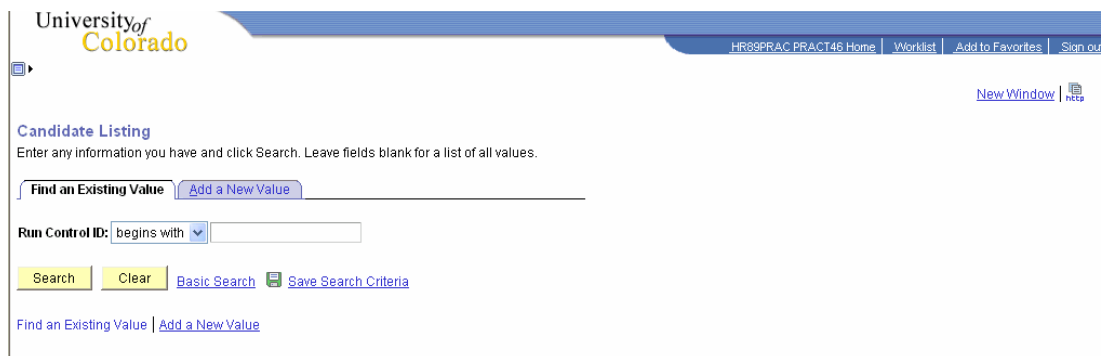 University of
Colorado
HR89PRAC PRACT46 Home | Worklist | Add to Favorites | Sign ou
New Window | http
Candidate Listing
Enter any information you have and click Search. Leave fields blank for a list of all values.
Find an Existing Value Add a New Value
Run Control ID: begins with
Search Clear Basic Search Save Search Criteria
Find an Existing Value | Add a New Value